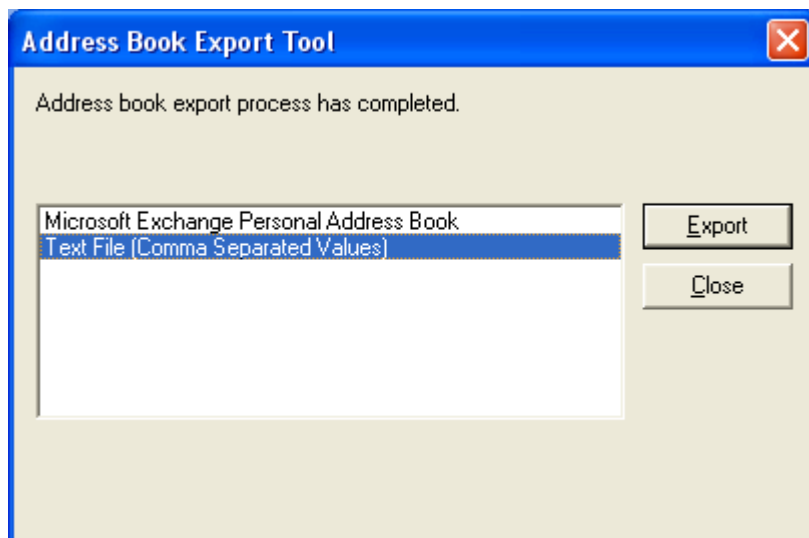 Address Book Export Tool
Address book export process has completed.
Microsoft Exchange Personal Address Book
Text File (Comma Separated Values)
Export
Close